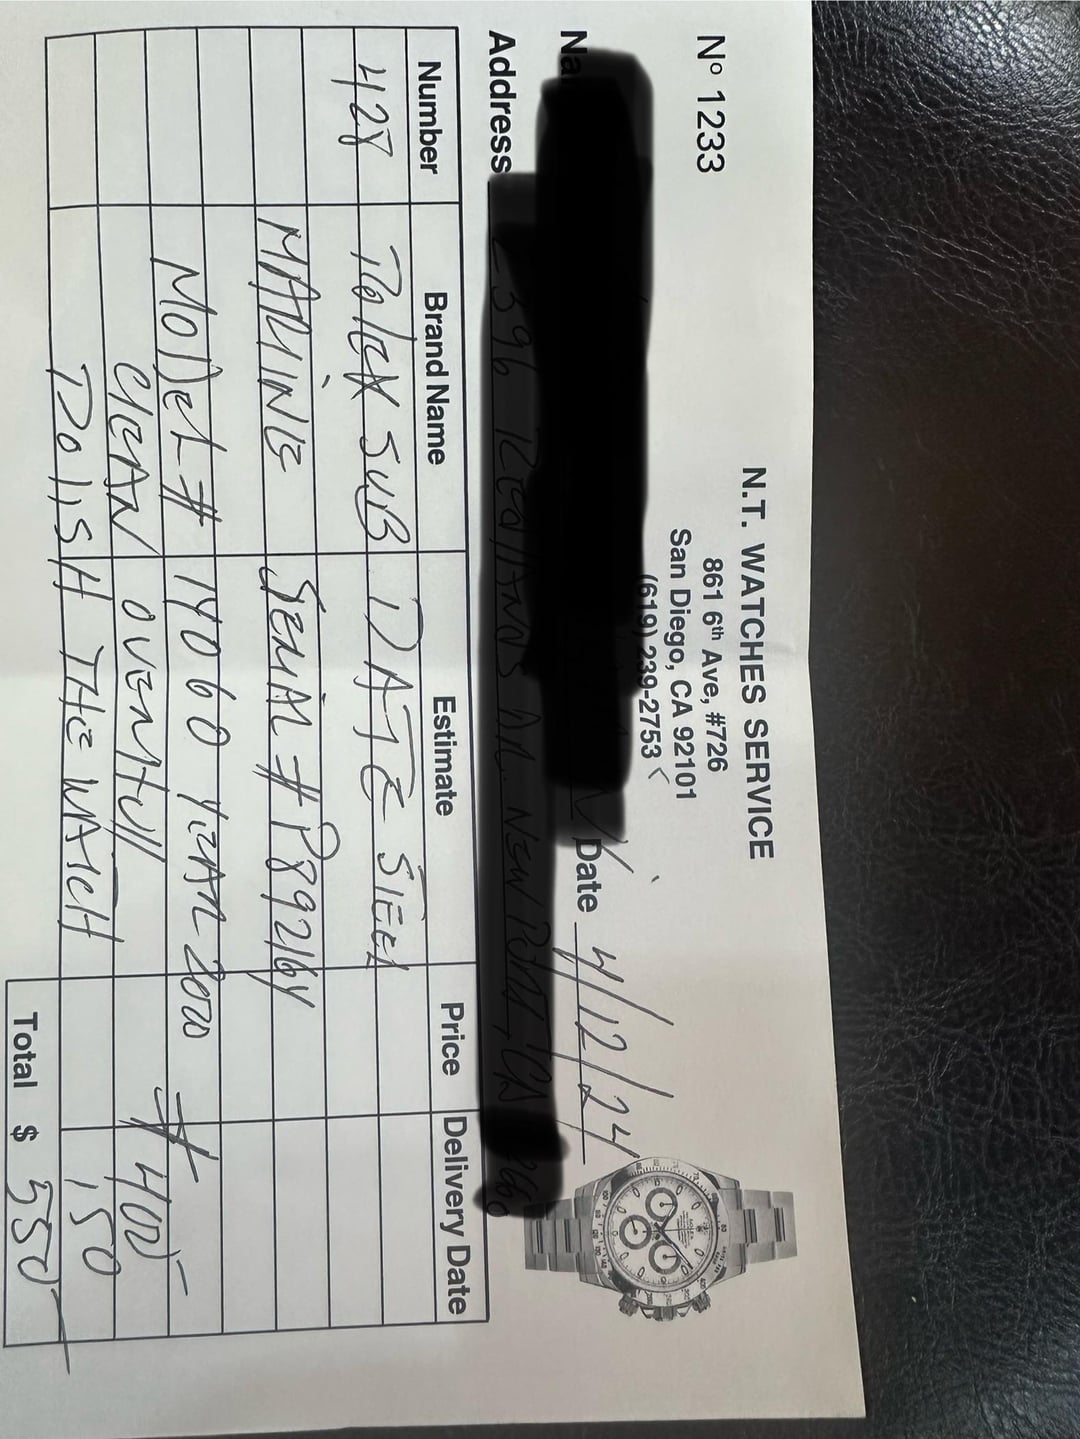 N.T. WATCHES SERVICE
861 6th Ave, #726
San Diego, CA 92101
(619) 239-2753
Nº 1233
Date 4/12/24
Address
Number Brand Name Estimate Price Delivery Date
428 Rolex SUB DATE STEEL
MARINE SERIAL # P892164
MODEL # 14060 YEAR 2000
CLEAN OVERHULL $ 400-
POLISH THE WATCH 150
Total $ 550